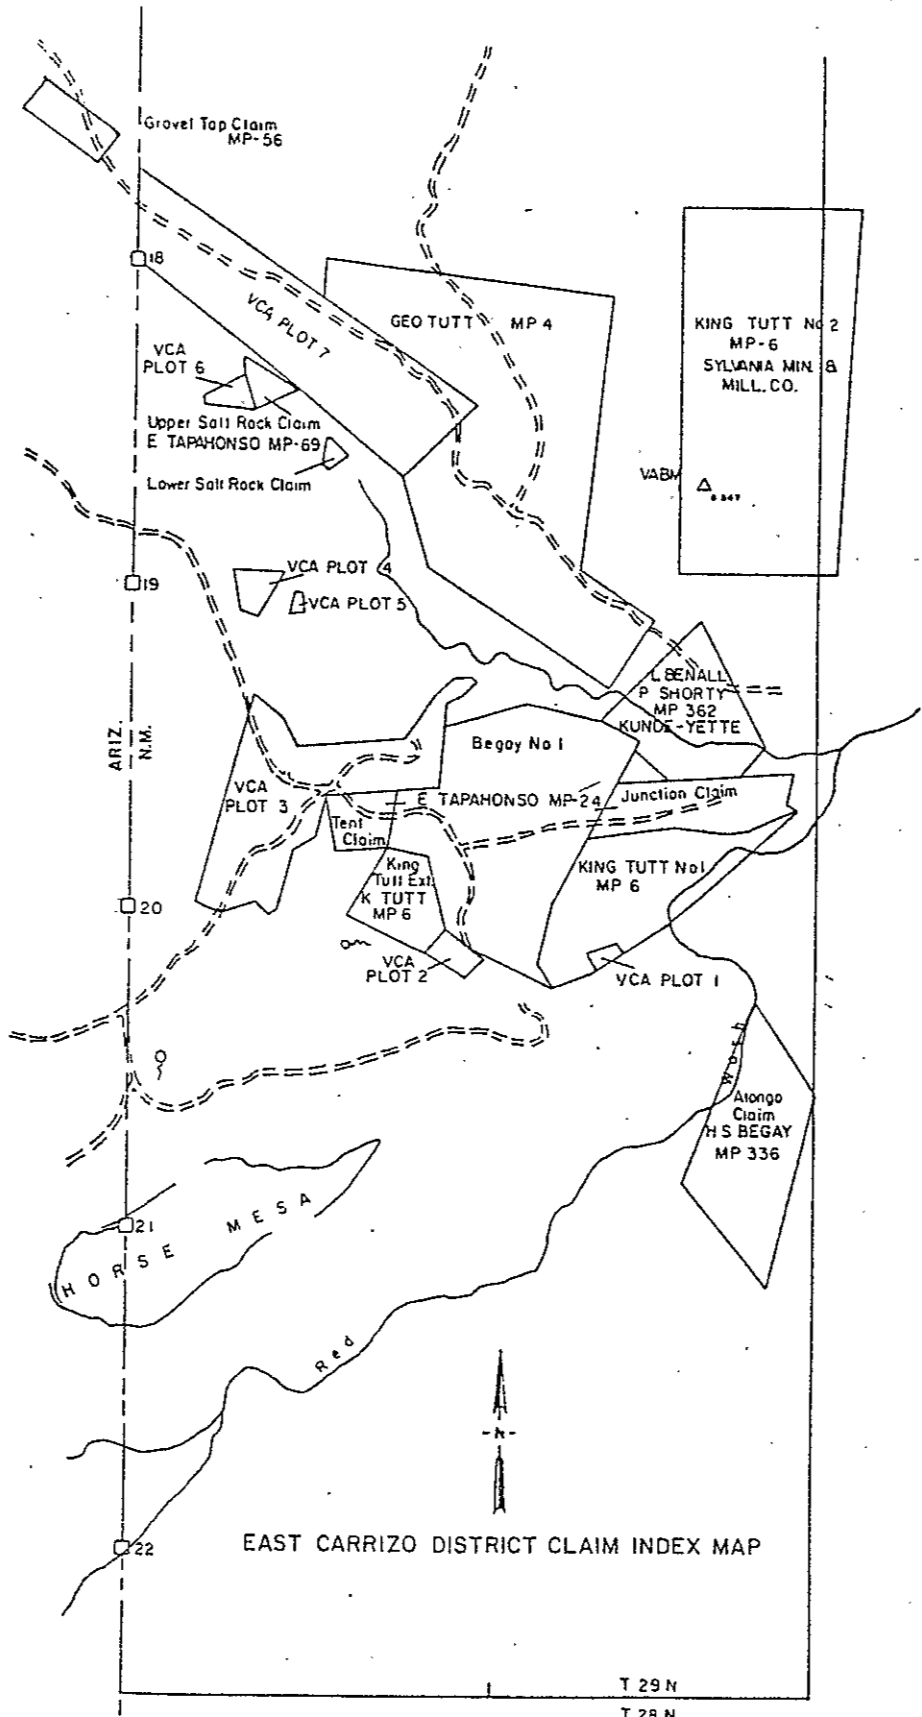 Gravel Top Claim
MP-56
18
VCA PLOT 7
GEO TUTT MP 4
KING TUTT No 2
MP-6
SYLVANIA MIN. &
MILL. CO.
VCA
PLOT 6
Upper Salt Rock Claim
E TAPAHONSO MP-69
Lower Salt Rock Claim
VABM
19
VCA PLOT 4
VCA PLOT 5
L BENALL
P SHORTY
MP 362
KUNDE-YETTE
ARIZ.
N.M.
Begay No 1
VCA
PLOT 3
E TAPAHONSO MP-24
Junction Claim
Tent
Claim
King
Tutt Ext.
K TUTT
MP 6
KING TUTT No 1
MP 6
20
VCA
PLOT 2
VCA PLOT 1
Wash
Claim
H S BEGAY
MP 336
21
HORSE MESA
Red
-N-
22
EAST CARRIZO DISTRICT CLAIM INDEX MAP
T 29 N
T 28 N